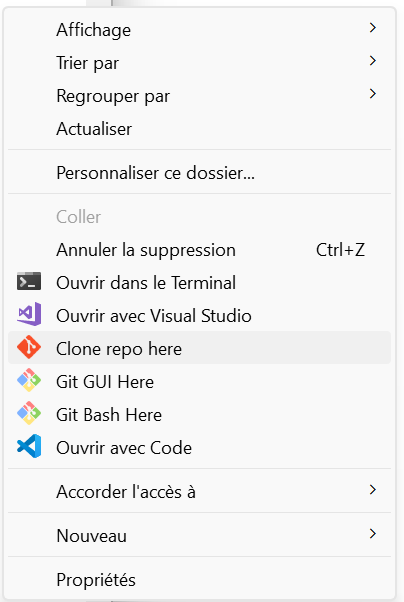 Affichage
Trier par
Regrouper par
Actualiser
Personnaliser ce dossier...
Coller
Annuler la suppression Ctrl+Z
Ouvrir dans le Terminal
Ouvrir avec Visual Studio
Clone repo here
Git GUI Here
Git Bash Here
Ouvrir avec Code
Accorder l'accès à
Nouveau
Propriétés